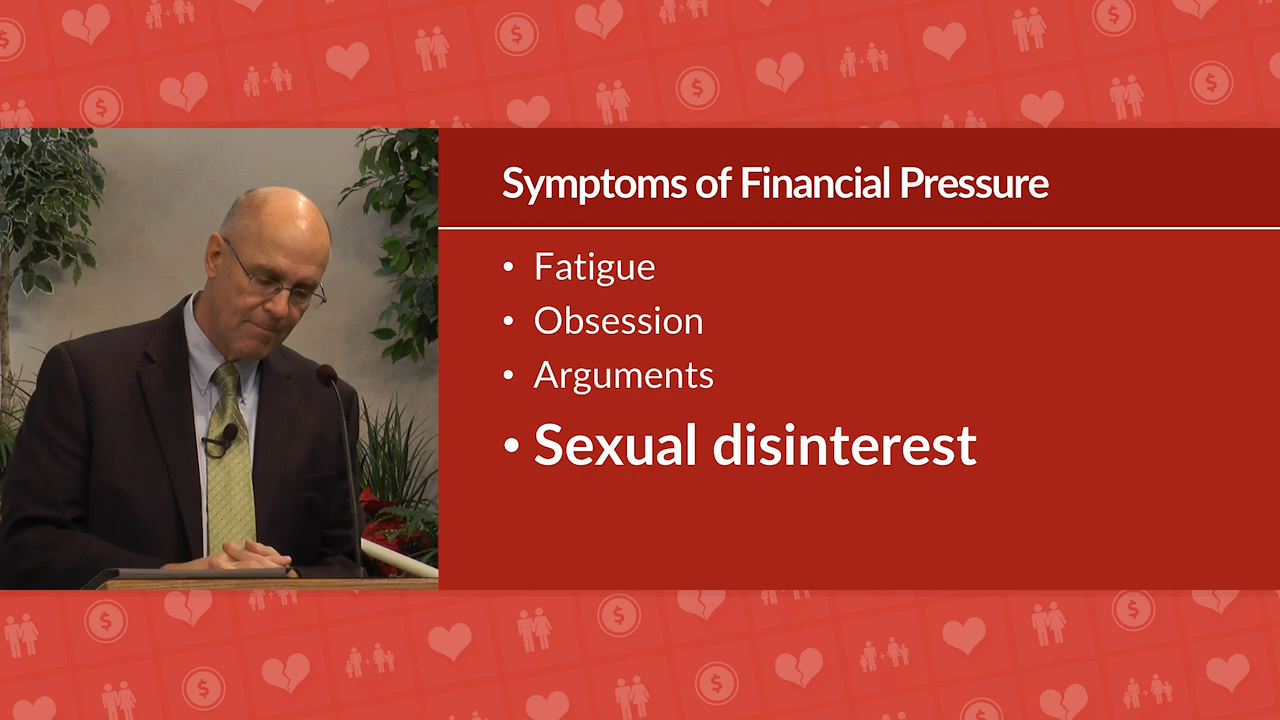 Symptoms of Financial Pressure
• Fatigue
• Obsession
• Arguments
• Sexual disinterest